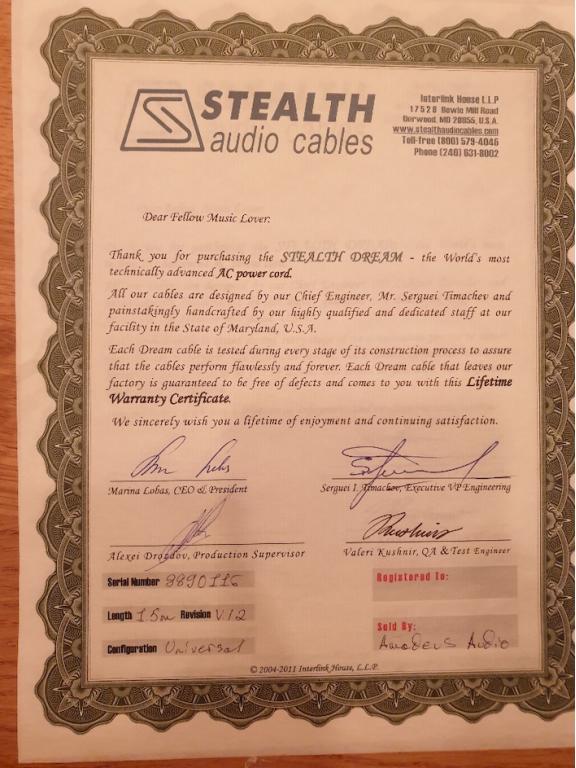 STEALTH
audio cables
Interlink House L.L.P
17528 Bowie Mill Road
Derwood, MD 20855, U.S.A.
www.stealthaudiocables.com
Toll-free (800) 579-4046
Phone (240) 631-8002
Dear Fellow Music Lover:
Thank you for purchasing the STEALTH DREAM - the World's most
technically advanced AC power cord.
All our cables are designed by our Chief Engineer, Mr. Serguei Timachev and
painstakingly handcrafted by our highly qualified and dedicated staff at our
facility in the State of Maryland, U.S.A.
Each Dream cable is tested during every stage of its construction process to assure
that the cables perform flawlessly and forever. Each Dream cable that leaves our
factory is guaranteed to be free of defects and comes to you with this Lifetime
Warranty Certificate.
We sincerely wish you a lifetime of enjoyment and continuing satisfaction.
Marina Lobas, CEO & President
Serguei I. Timachov, Executive VP Engineering
Alexei Drozdov, Production Supervisor
Valeri Kushnir, QA & Test Engineer
Serial Number 8890116
Registered To:
Length 1.5m Revision V12
Sold By:
Configuration Universal
Amadeus Audio
© 2004-2011 Interlink House, L.L.P.